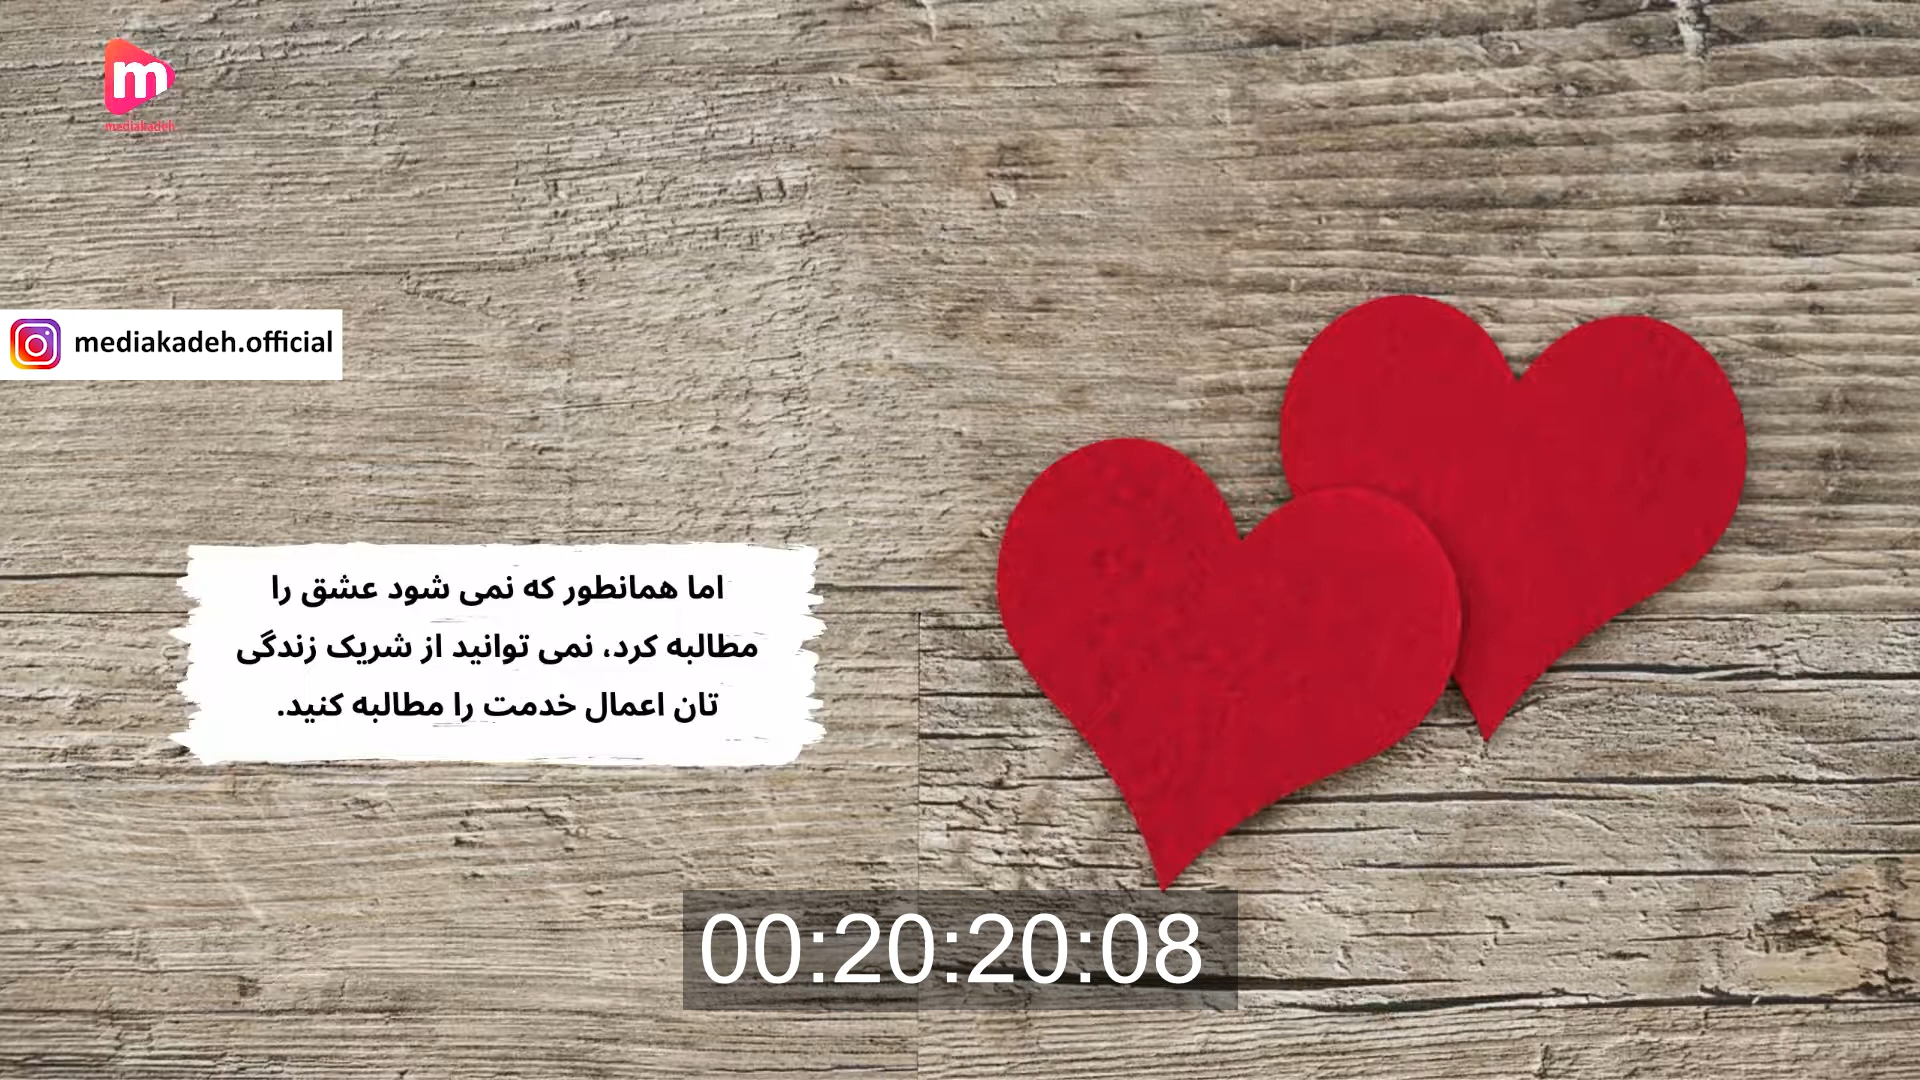 m
mediakadeh
mediakadeh.official
اما همانطور که نمی شود عشق را
مطالبه کرد، نمی توانید از شریک زندگی
تان اعمال خدمت را مطالبه کنید.
00:20:20:08